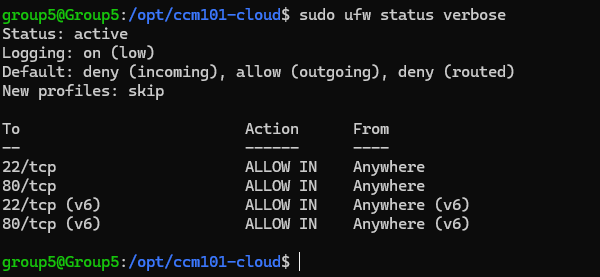 group5@Group5:/opt/ccm101-cloud$ sudo ufw status verbose
Status: active
Logging: on (low)
Default: deny (incoming), allow (outgoing), deny (routed)
New profiles: skip

To                         Action      From
--                         ------      ----
22/tcp                     ALLOW IN    Anywhere
80/tcp                     ALLOW IN    Anywhere
22/tcp (v6)                ALLOW IN    Anywhere (v6)
80/tcp (v6)                ALLOW IN    Anywhere (v6)

group5@Group5:/opt/ccm101-cloud$